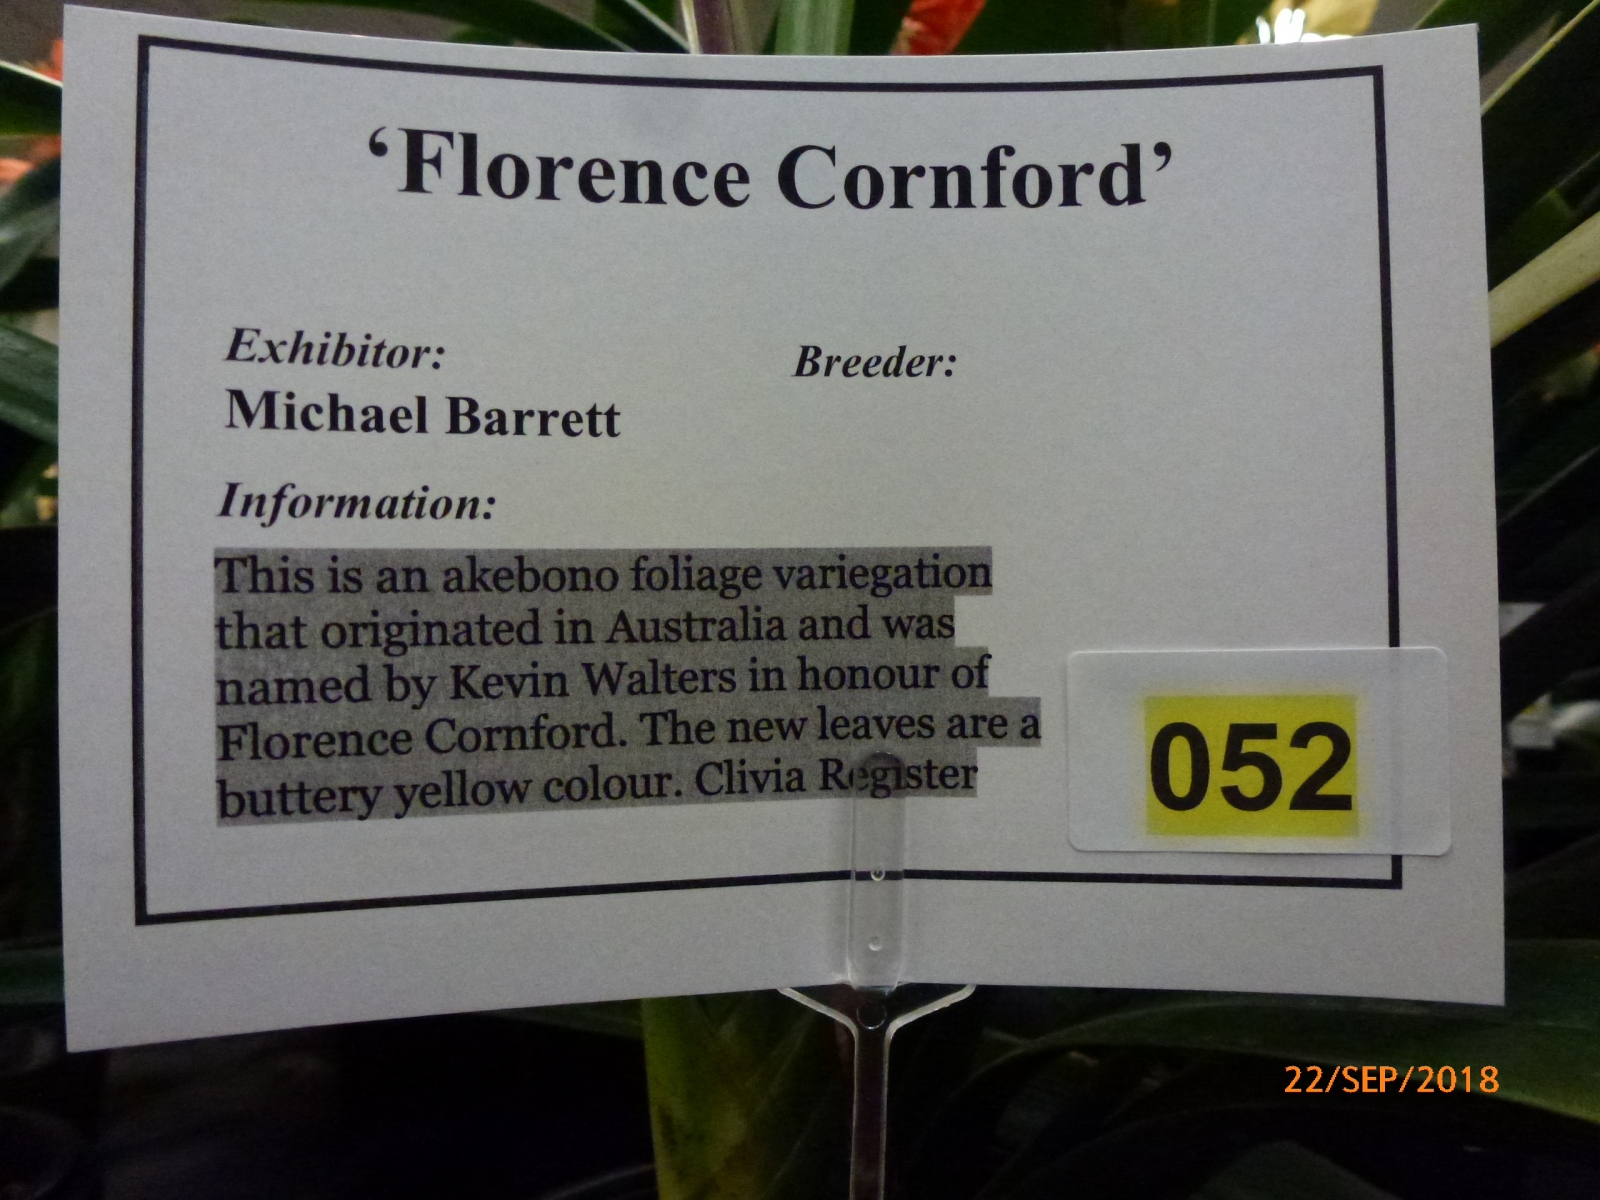 ‘Florence Cornford’
Exhibitor:
Breeder:
Michael Barrett
Information:
This is an akebono foliage variegation
that originated in Australia and was
named by Kevin Walters in honour of
Florence Cornford. The new leaves are a
buttery yellow colour. Clivia Register
052
22/SEP/2018